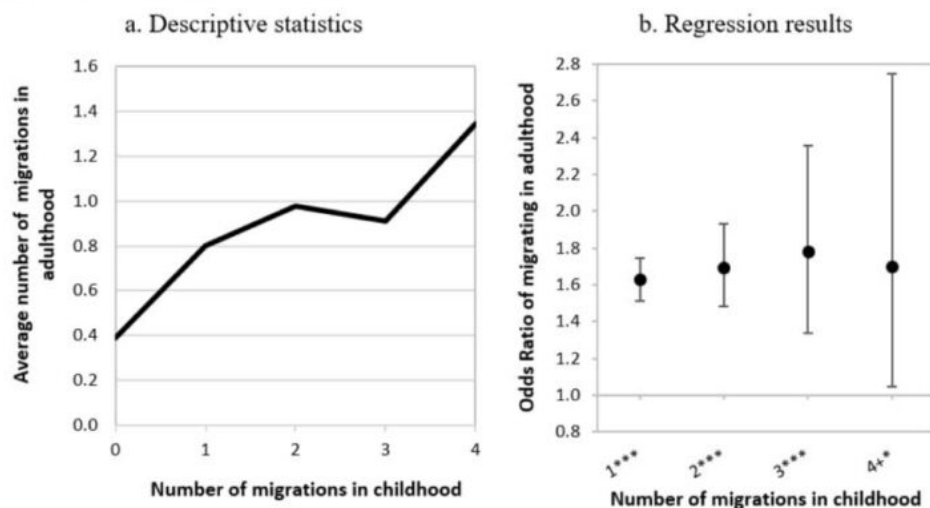 a. Descriptive statistics
Average number of migrations in
adulthood
1.6
1.4
1.2
1.0
0.8
0.6
0.4
0.2
0.0
0 1 2 3 4
Number of migrations in childhood
b. Regression results
Odds Ratio of migrating in adulthood
2.8
2.6
2.4
2.2
2.0
1.8
1.6
1.4
1.2
1.0
0.8
1*** 2*** 3*** 4+*
Number of migrations in childhood